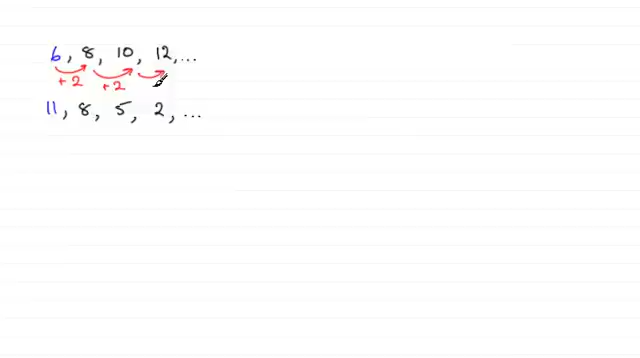 6, 8, 10, 12, ...
+2 +2
11, 8, 5, 2, ...